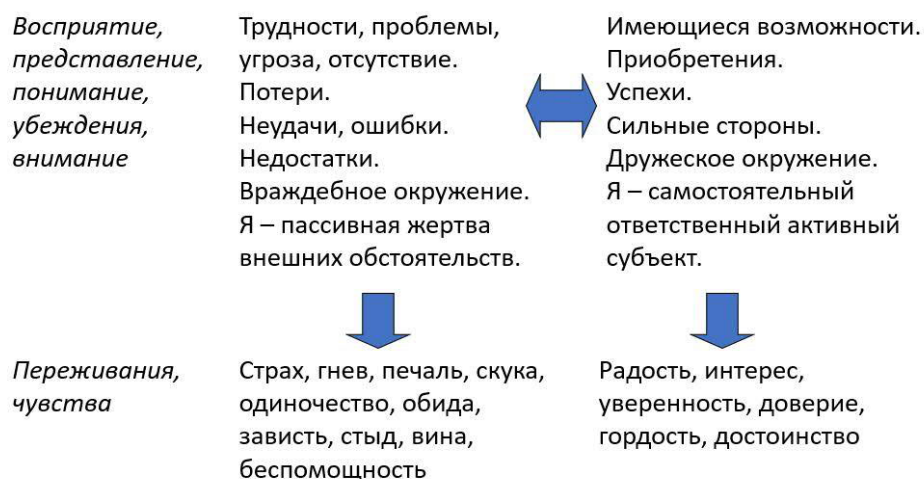 Восприятие,
представление,
понимание,
убеждения,
внимание
Трудности, проблемы,
угроза, отсутствие.
Потери.
Неудачи, ошибки.
Недостатки.
Враждебное окружение.
Я – пассивная жертва
внешних обстоятельств.
Имеющиеся возможности.
Приобретения.
Успехи.
Сильные стороны.
Дружеское окружение.
Я – самостоятельный
ответственный активный
субъект.
Переживания,
чувства
Страх, гнев, печаль, скука,
одиночество, обида,
зависть, стыд, вина,
беспомощность
Радость, интерес,
уверенность, доверие,
гордость, достоинство